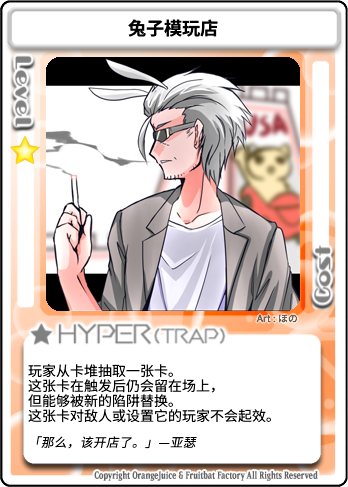 兔子模玩店
Level
USA
Cost
Art : ほの
HYPER(TRAP)
玩家从卡堆抽取一张卡。
这张卡在触发后仍会留在场上，
但能够被新的陷阱替换。
这张卡对敌人或设置它的玩家不会起效。
「那么，该开店了。」—亚瑟
Copyright OrangeJuice & Fruitbat Factory All Rights Reserved